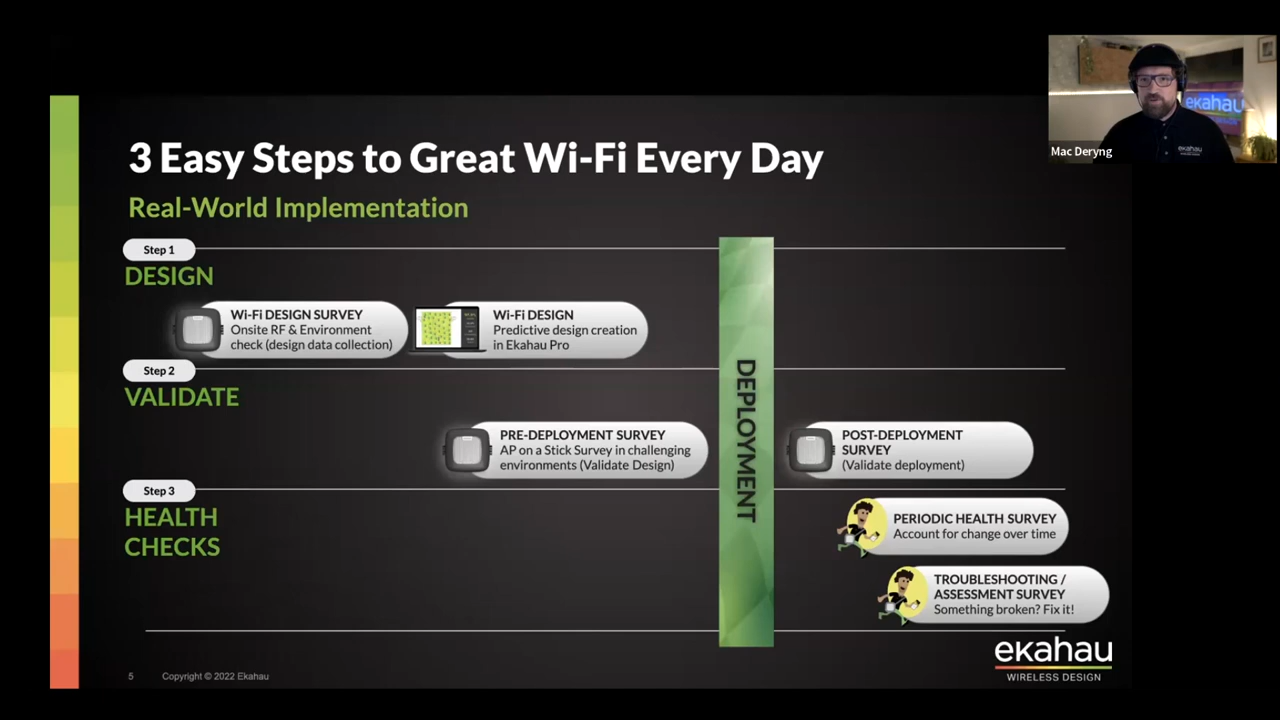 3 Easy Steps to Great Wi-Fi Every Day
Real-World Implementation
Step 1
DESIGN
Wi-Fi DESIGN SURVEY
Onsite RF & Environment
check (design data collection)
Wi-Fi DESIGN
Predictive design creation
in Ekahau Pro
Step 2
VALIDATE
PRE-DEPLOYMENT SURVEY
AP on a Stick Survey in challenging
environments (Validate Design)
DEPLOYMENT
POST-DEPLOYMENT
SURVEY
(Validate deployment)
Step 3
HEALTH
CHECKS
PERIODIC HEALTH SURVEY
Account for change over time
TROUBLESHOOTING /
ASSESSMENT SURVEY
Something broken? Fix it!
ekahau
WIRELESS DESIGN
5
Copyright © 2022 Ekahau
ekahau
ekahau
Mac Deryng